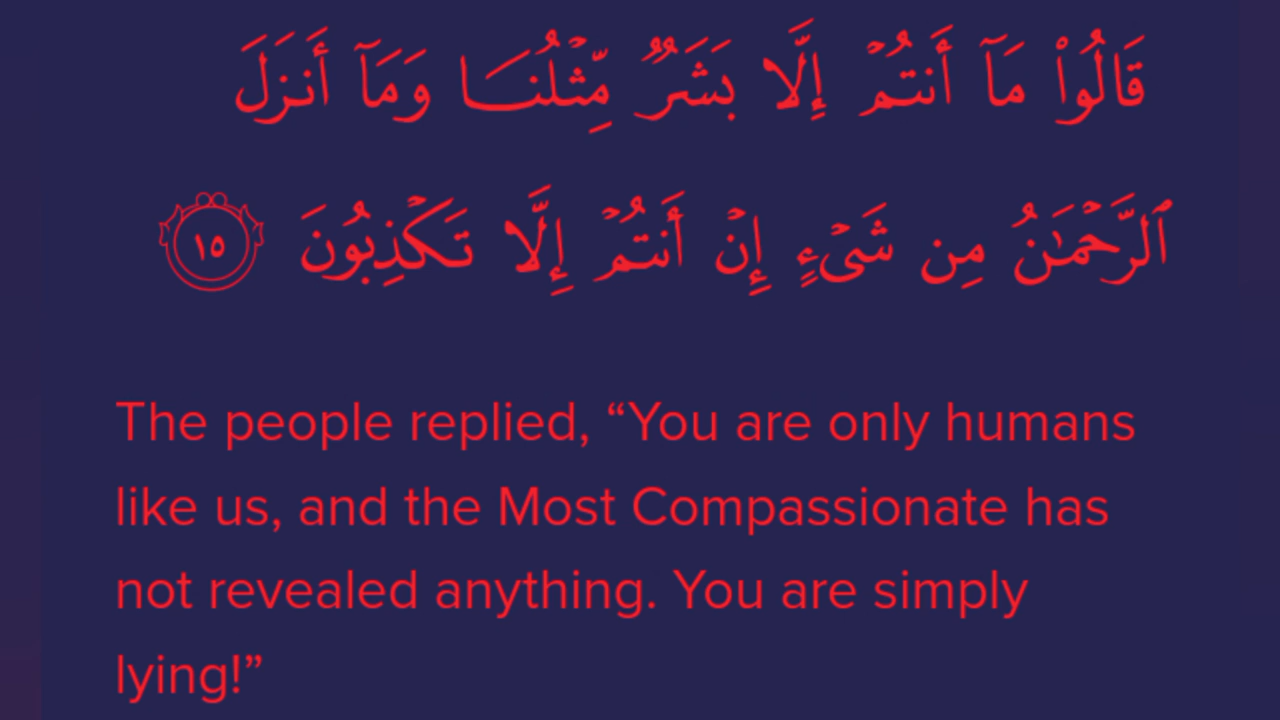 قَالُوا۟ مَآ أَنتُمْ إِلَّا بَشَرٌ مِّثْلُنَا وَمَآ أَنزَلَ
ٱلرَّحْمَـٰنُ مِن شَىْءٍ إِنْ أَنتُمْ إِلَّا تَكْذِبُونَ ١٥
The people replied, “You are only humans
like us, and the Most Compassionate has
not revealed anything. You are simply
lying!”